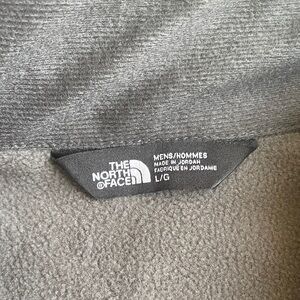 THE
NORTH
FACE
MENS/HOMMES
MADE IN JORDAN
FABRIQUÉ EN JORDANIE
L/G